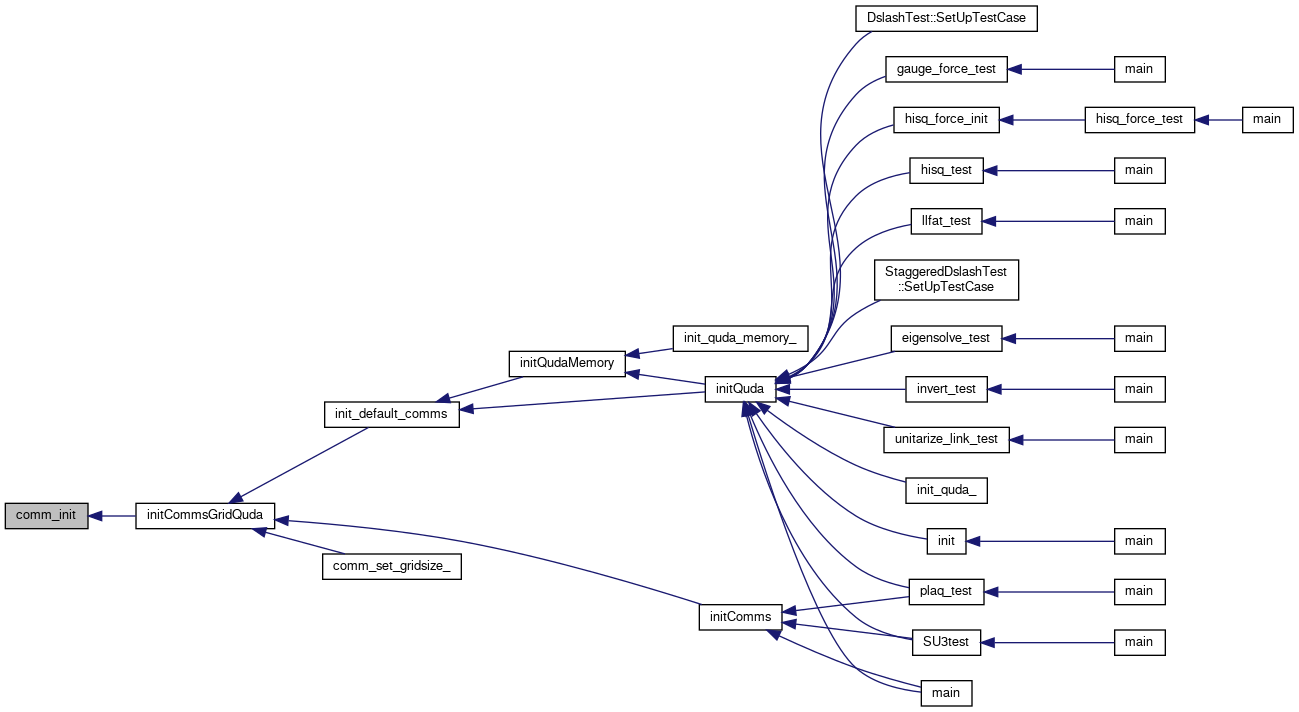 DslashTest::SetUpTestCase
gauge_force_test
main
hisq_force_init
hisq_force_test
main
hisq_test
main
llfat_test
main
StaggeredDslashTest
::SetUpTestCase
init_quda_memory_
eigensolve_test
main
initQudaMemory
initQuda
invert_test
main
init_default_comms
unitarize_link_test
main
init_quda_
comm_init
initCommsGridQuda
init
main
comm_set_gridsize_
plaq_test
main
initComms
SU3test
main
main